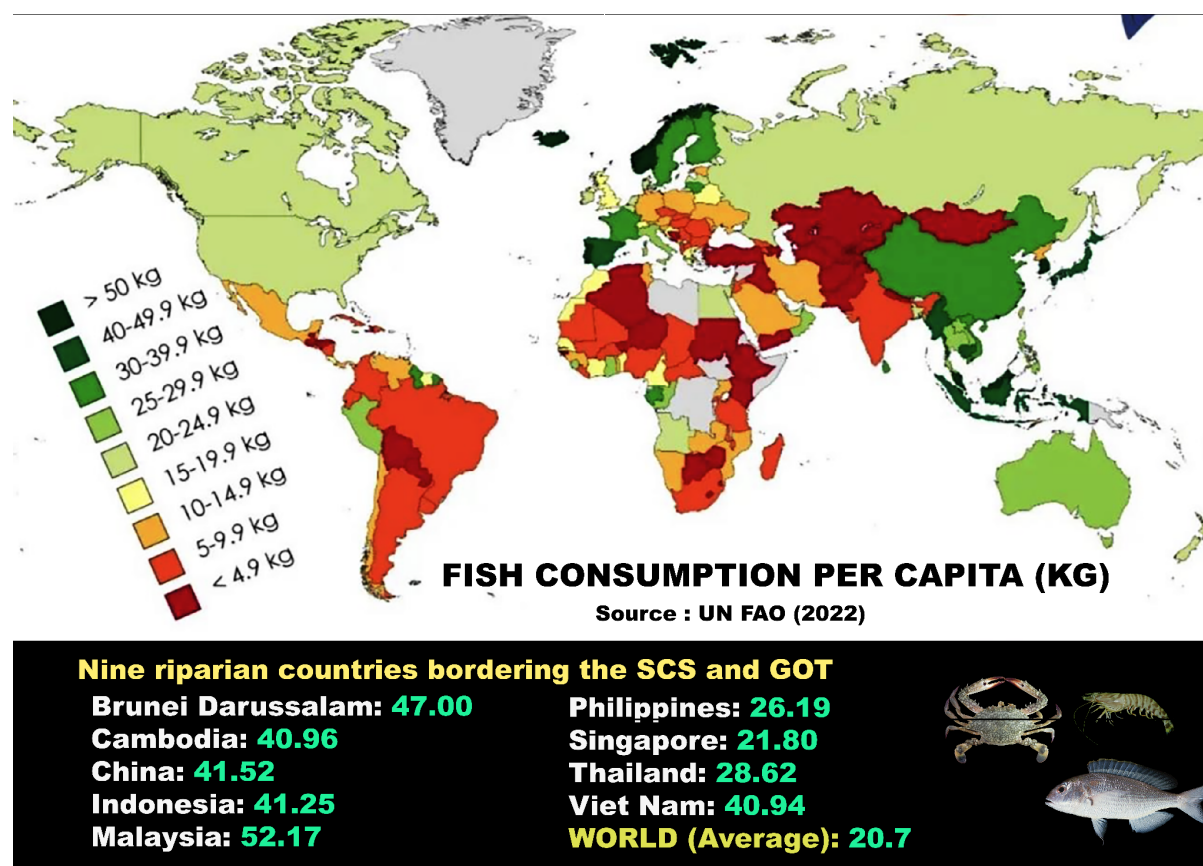 > 50 kg
40-49.9 kg
30-39.9 kg
25-29.9 kg
20-24.9 kg
15-19.9 kg
10-14.9 kg
5-9.9 kg
< 4.9 kg
FISH CONSUMPTION PER CAPITA (KG)
Source : UN FAO (2022)
Nine riparian countries bordering the SCS and GOT
Brunei Darussalam: 47.00
Cambodia: 40.96
China: 41.52
Indonesia: 41.25
Malaysia: 52.17
Philippines: 26.19
Singapore: 21.80
Thailand: 28.62
Viet Nam: 40.94
WORLD (Average): 20.7